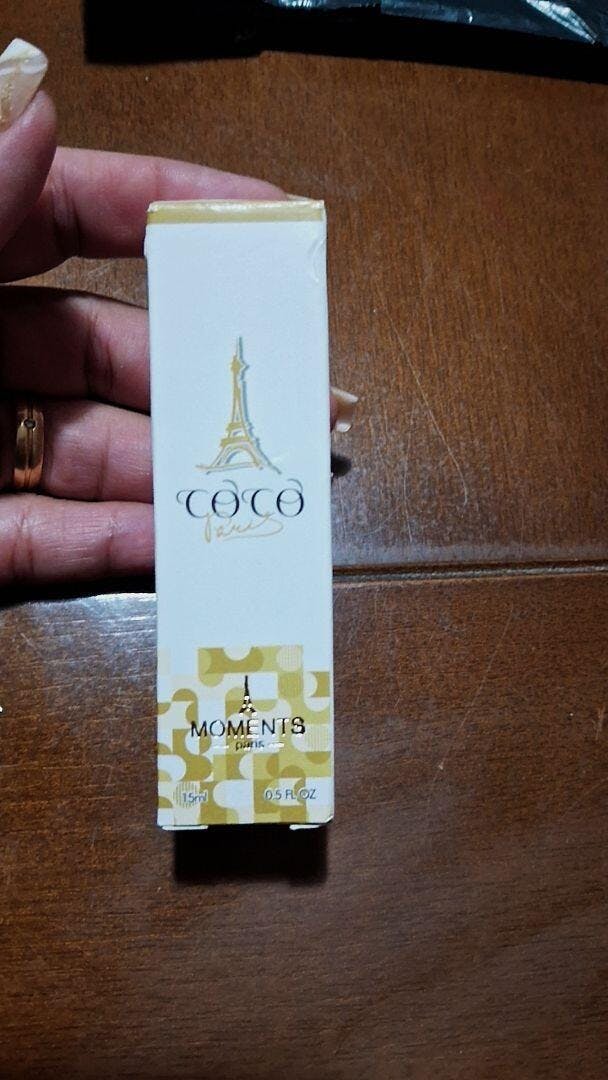 COCO
Paris
MOMENTS
paris
15ml 0.5 FL OZ